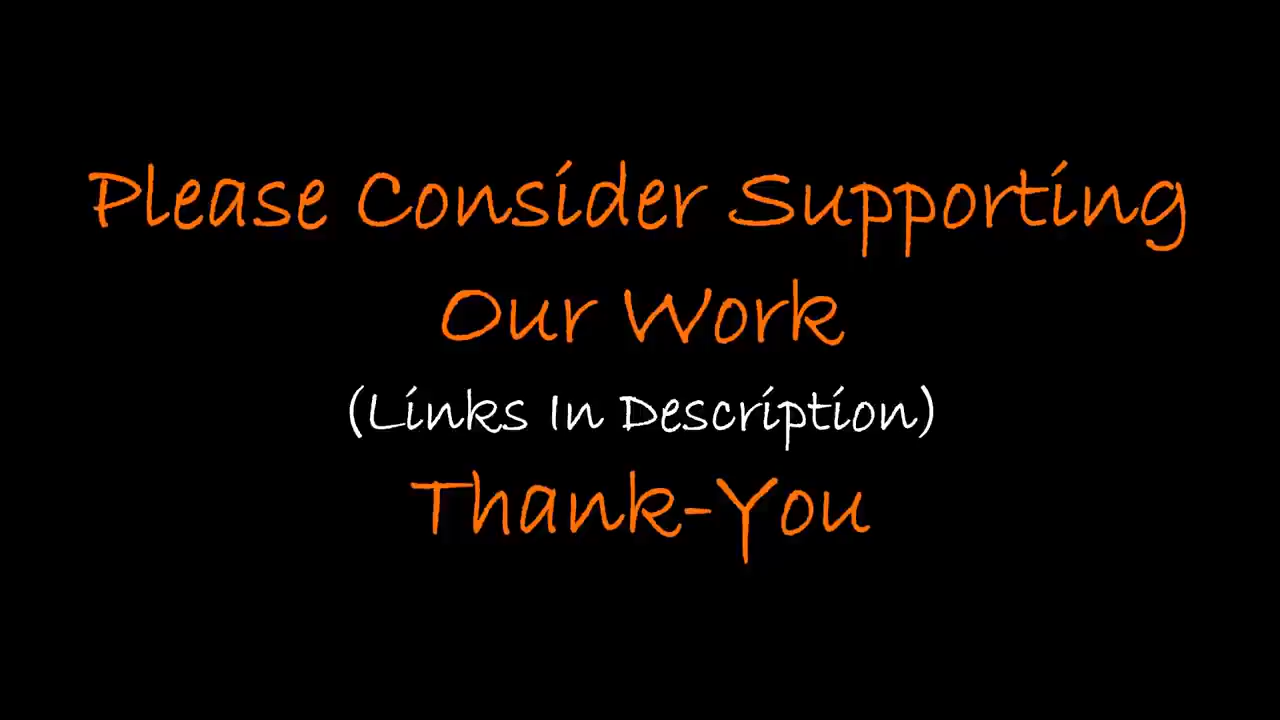 Please Consider Supporting
Our Work
(Links In Description)
Thank-You